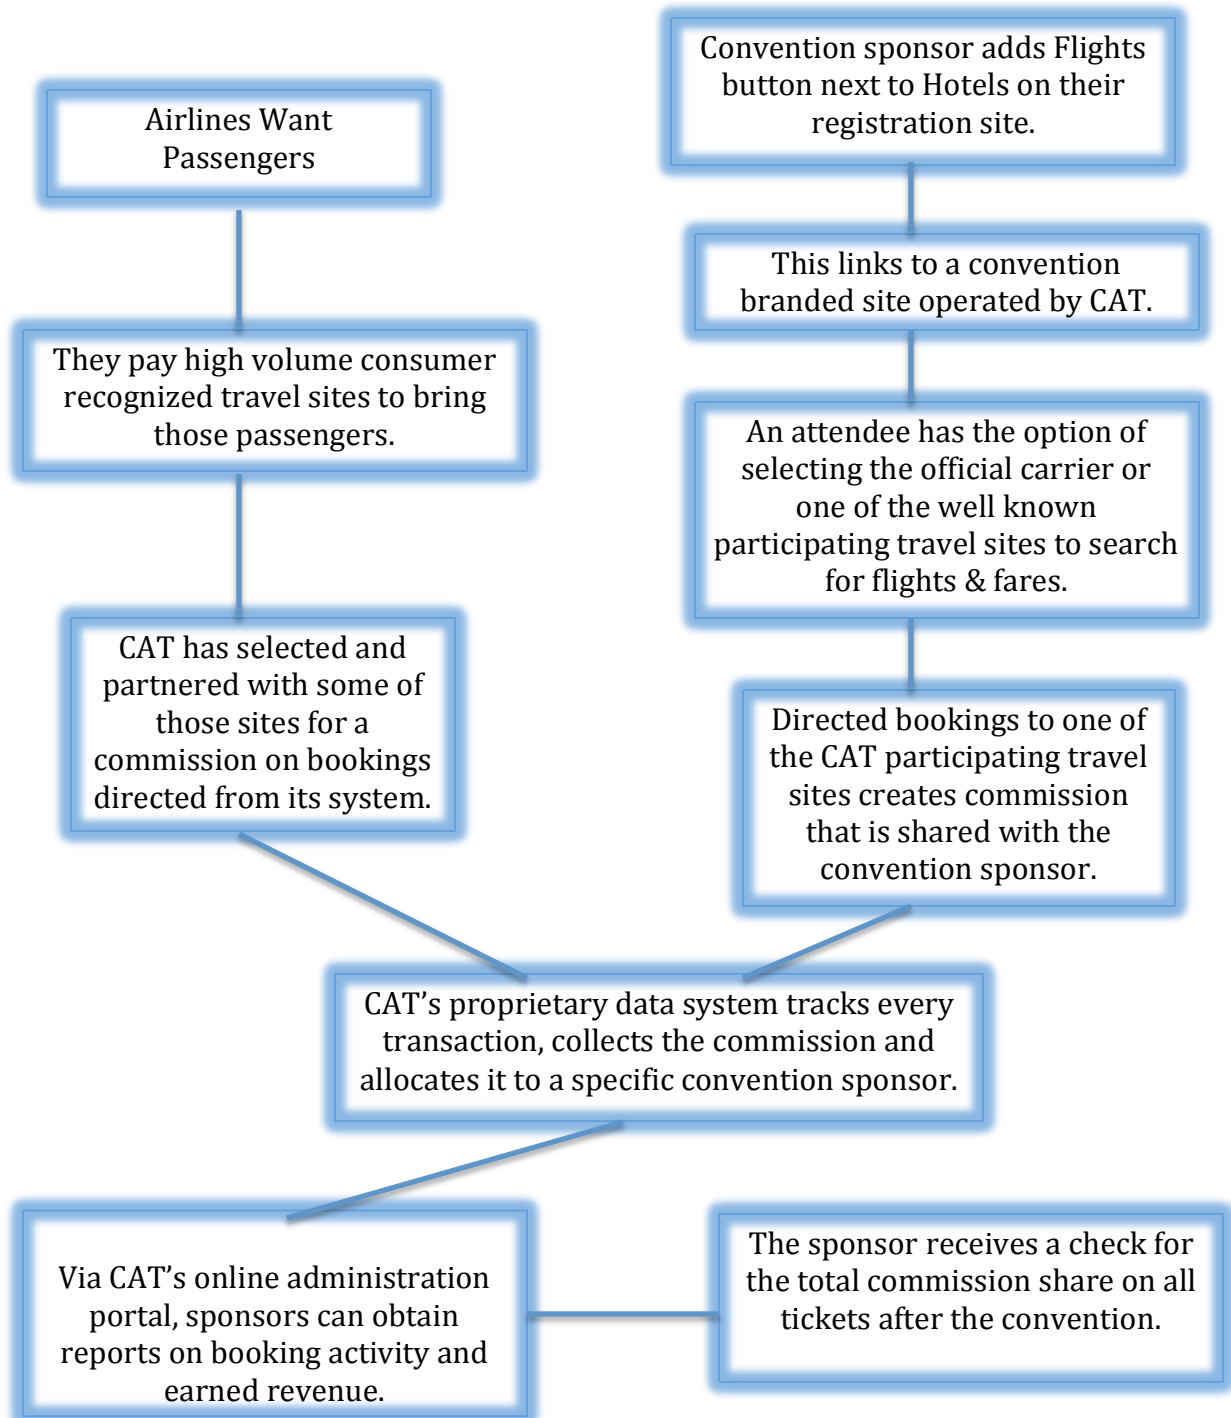 Airlines Want
Passengers
They pay high volume consumer
recognized travel sites to bring
those passengers.
CAT has selected and
partnered with some of
those sites for a
commission on bookings
directed from its system.
Convention sponsor adds Flights
button next to Hotels on their
registration site.
This links to a convention
branded site operated by CAT.
An attendee has the option of
selecting the official carrier or
one of the well known
participating travel sites to search
for flights & fares.
Directed bookings to one of
the CAT participating travel
sites creates commission
that is shared with the
convention sponsor.
CAT’s proprietary data system tracks every
transaction, collects the commission and
allocates it to a specific convention sponsor.
Via CAT’s online administration
portal, sponsors can obtain
reports on booking activity and
earned revenue.
The sponsor receives a check for
the total commission share on all
tickets after the convention.